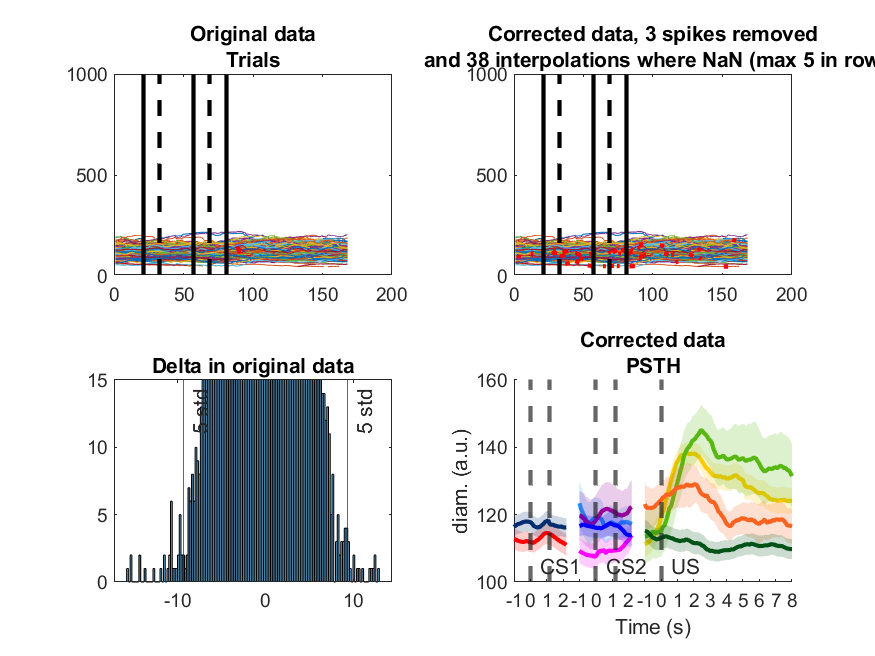 Original data
Trials
1000
500
0
0
50
100
150
200
Corrected data, 3 spikes removed
and 38 interpolations where NaN (max 5 in row
1000
500
0
0
50
100
150
200
Delta in original data
15
10
5
0
5 std
5 std
-10
0
10
Corrected data
PSTH
160
140
120
100
diam. (a.u.)
CS1
CS2
US
-1 0 1 2 -1 0 1 2 -1 0 1 2 3 4 5 6 7 8
Time (s)